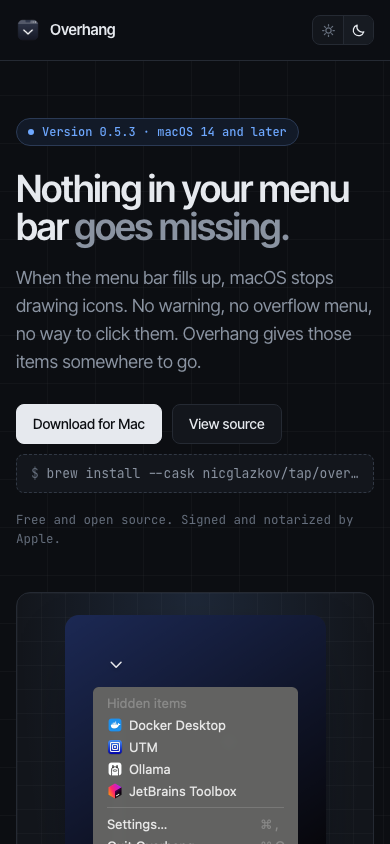 Overhang
Version 0.5.3 · macOS 14 and later
Nothing in your menu
bar goes missing.
When the menu bar fills up, macOS stops
drawing icons. No warning, no overflow menu,
no way to click them. Overhang gives those
items somewhere to go.
Download for Mac
View source
$ brew install --cask nicglazkov/tap/over…
Free and open source. Signed and notarized by
Apple.
Hidden items
Docker Desktop
UTM
Ollama
JetBrains Toolbox
Settings... ⌘ ,